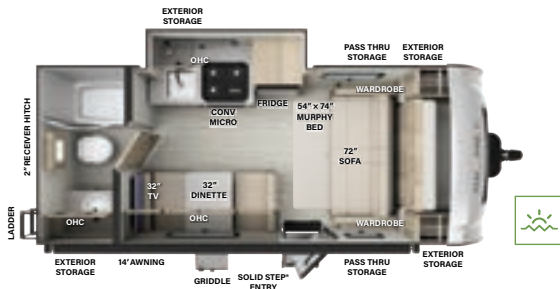 EXTERIOR
STORAGE
PASS THRU
STORAGE
EXTERIOR
STORAGE
OHC
CONV
MICRO
FRIDGE
WARDROBE
54" x 74"
MURPHY
BED
72"
SOFA
2" RECEIVER HITCH
32"
TV
32"
DINETTE
OHC
OHC
WARDROBE
LADDER
EXTERIOR
STORAGE
14' AWNING
GRIDDLE
SOLID STEP®
ENTRY
PASS THRU
STORAGE
EXTERIOR
STORAGE